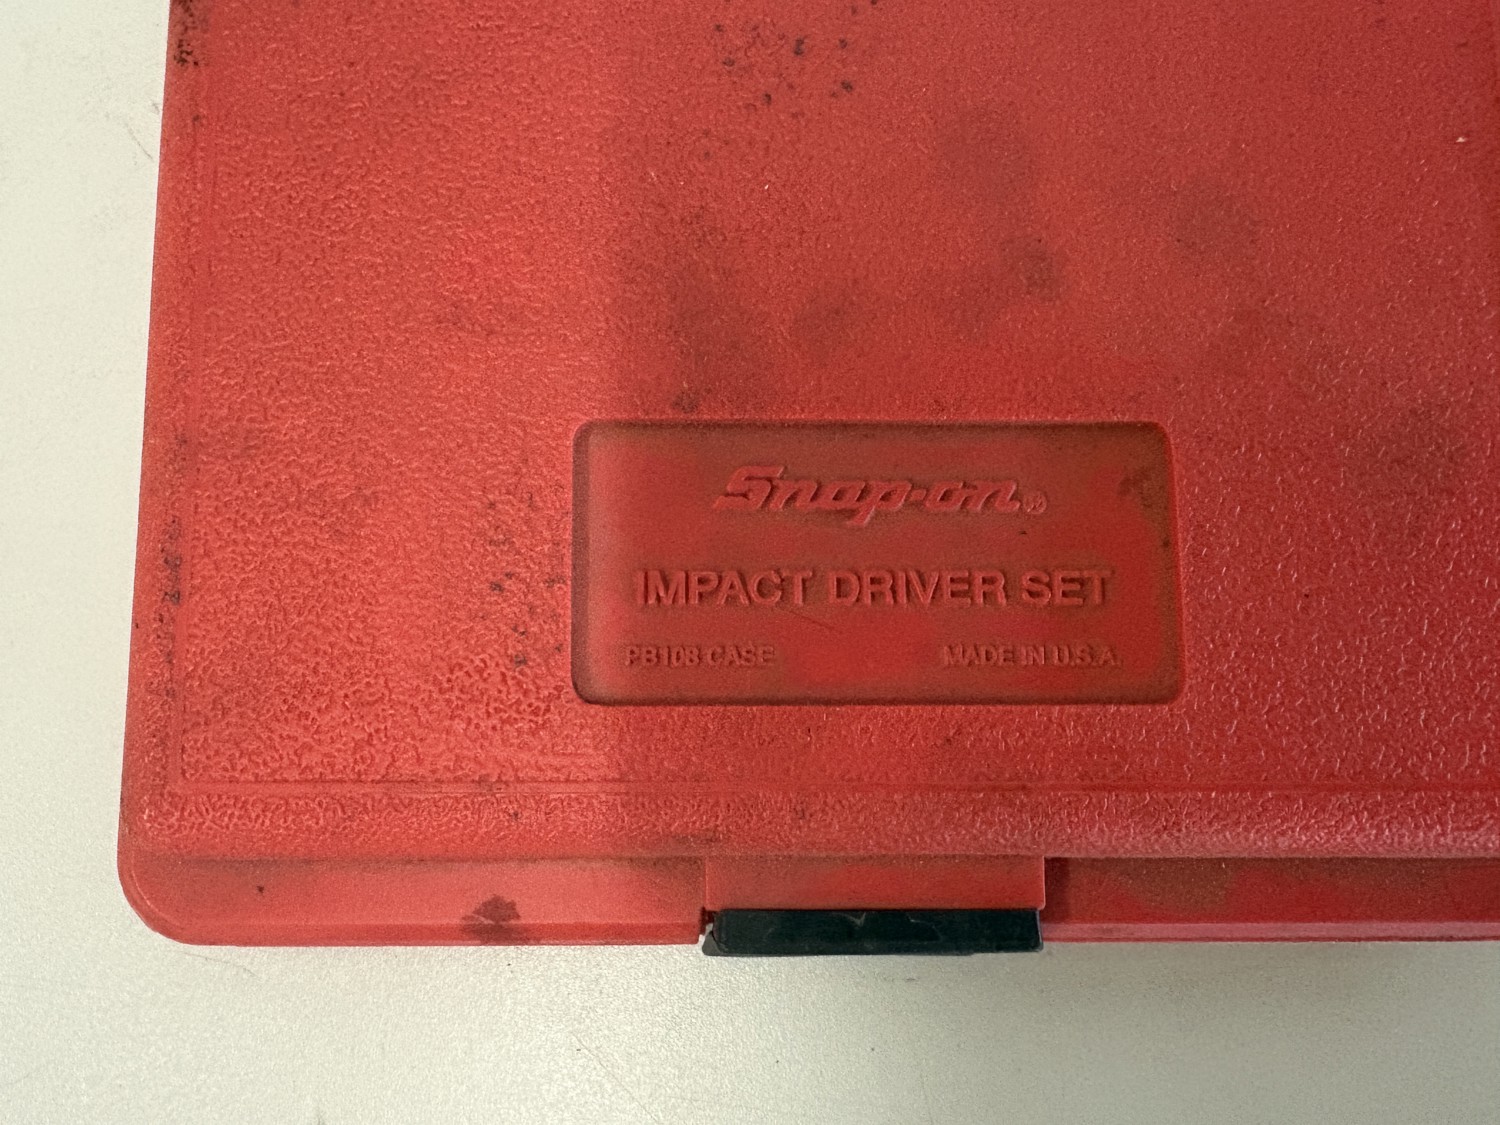 Snap-on®
IMPACT DRIVER SET
PB108 CASE MADE IN U.S.A.